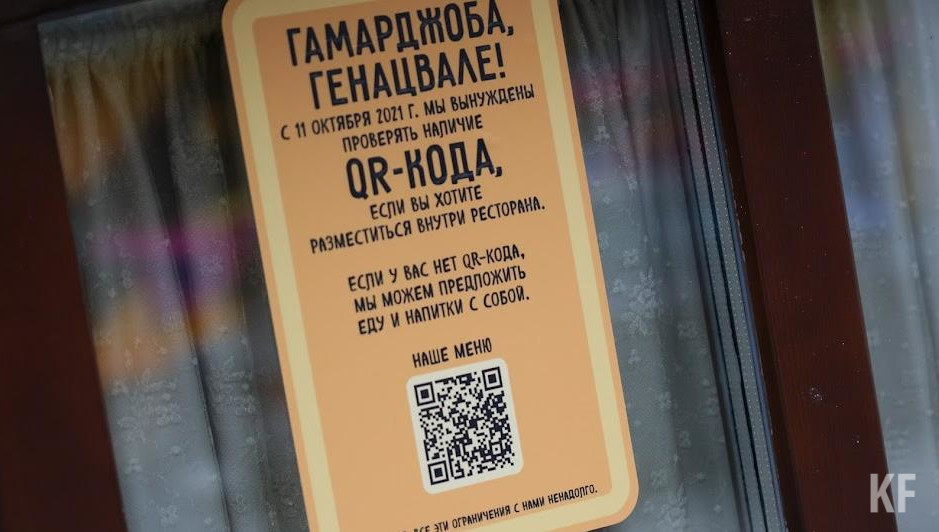 ГАМАРДЖОБА,
ГЕНАЦВАЛЕ!
С 11 ОКТЯБРЯ 2021 Г. МЫ ВЫНУЖДЕНЫ
ПРОВЕРЯТЬ НАЛИЧИЕ
QR-КОДА,
ЕСЛИ ВЫ ХОТИТЕ
РАЗМЕСТИТЬСЯ ВНУТРИ РЕСТОРАНА.
ЕСЛИ У ВАС НЕТ QR-КОДА,
МЫ МОЖЕМ ПРЕДЛОЖИТЬ
ЕДУ И НАПИТКИ С СОБОЙ.
НАШЕ МЕНЮ
ВСЕ ЭТИ ОГРАНИЧЕНИЯ С НАМИ НЕНАДОЛГО.
KF